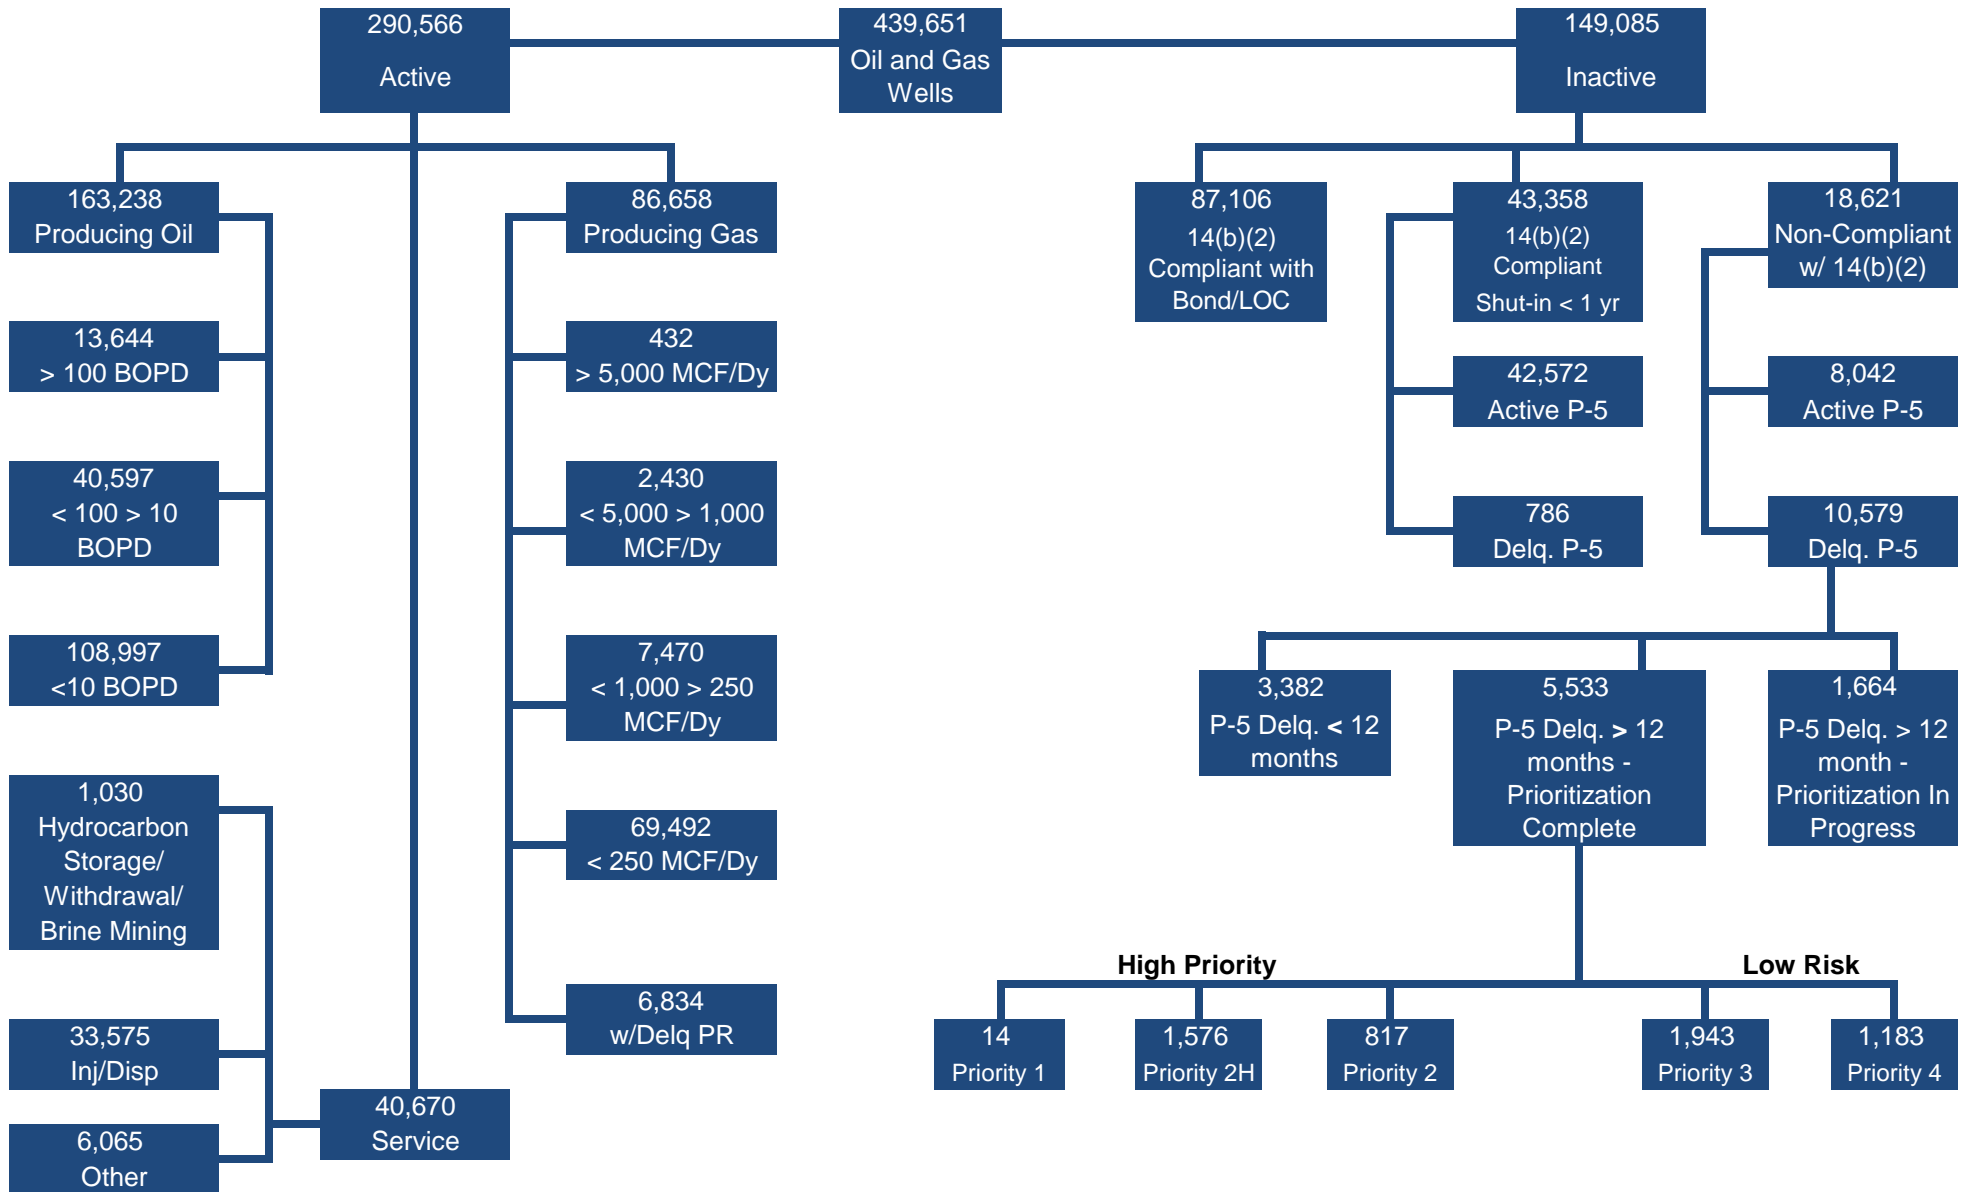 290,566
Active
439,651
Oil and Gas
Wells
149,085
Inactive
163,238
Producing Oil
13,644
> 100 BOPD
40,597
< 100 > 10
BOPD
108,997
<10 BOPD
86,658
Producing Gas
432
> 5,000 MCF/Dy
2,430
< 5,000 > 1,000
MCF/Dy
7,470
< 1,000 > 250
MCF/Dy
69,492
< 250 MCF/Dy
6,834
w/Delq PR
1,030
Hydrocarbon
Storage/
Withdrawal/
Brine Mining
33,575
Inj/Disp
6,065
Other
40,670
Service
87,106
14(b)(2)
Compliant with
Bond/LOC
43,358
14(b)(2)
Compliant
Shut-in < 1 yr
42,572
Active P-5
786
Delq. P-5
18,621
Non-Compliant
w/ 14(b)(2)
8,042
Active P-5
10,579
Delq. P-5
3,382
P-5 Delq. < 12
months
5,533
P-5 Delq. > 12
months -
Prioritization
Complete
1,664
P-5 Delq. > 12
month -
Prioritization In
Progress
High Priority
Low Risk
14
Priority 1
1,576
Priority 2H
817
Priority 2
1,943
Priority 3
1,183
Priority 4